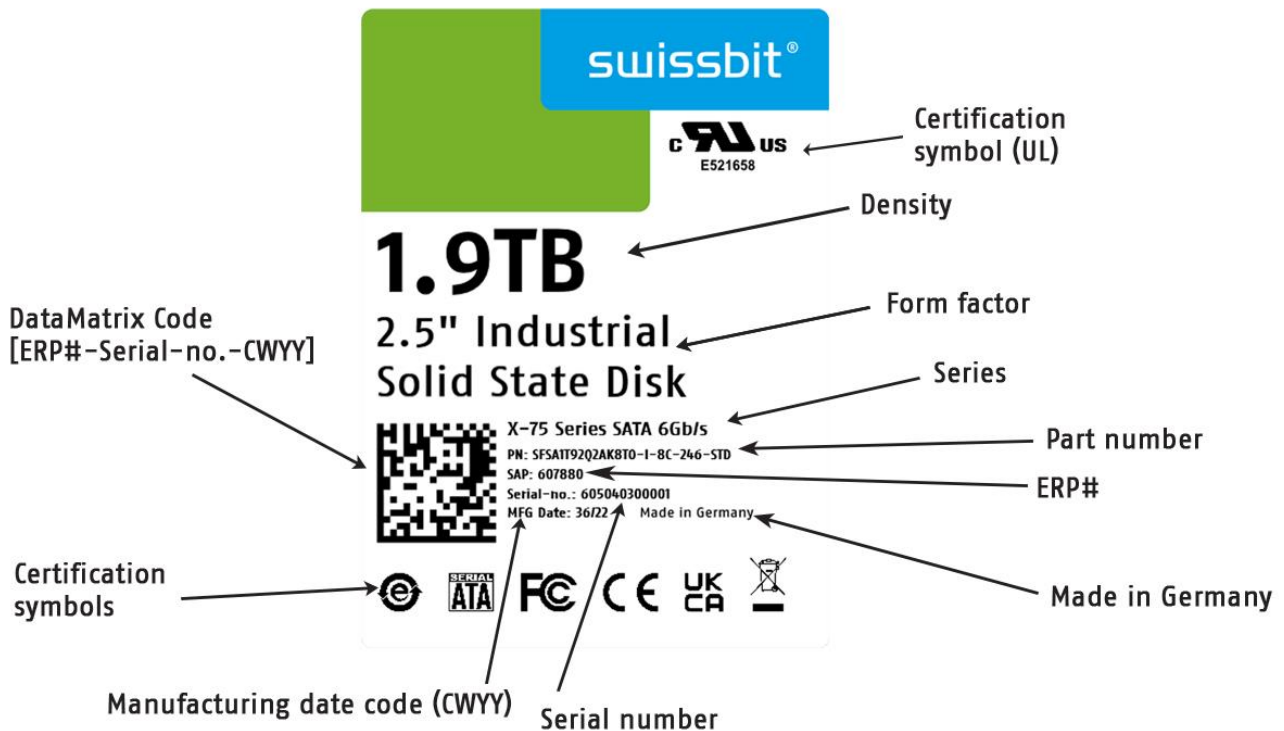 swissbit®
c RU US
E521658
Certification
symbol (UL)
Density
1.9TB
DataMatrix Code
[ERP#-Serial-no.-CWYY]
2.5" Industrial
Solid State Disk
Form factor
Series
X-75 Series SATA 6Gb/s
PN: SFSA1T92Q2AK8TO-I-8C-246-STD
Part number
SAP: 607880
ERP#
Serial-no.: 605040300001
MFG Date: 36/22 Made in Germany
Certification
symbols
e
SERIAL
ATA
FC
CE
UK
CA
Made in Germany
Manufacturing date code (CWYY)
Serial number